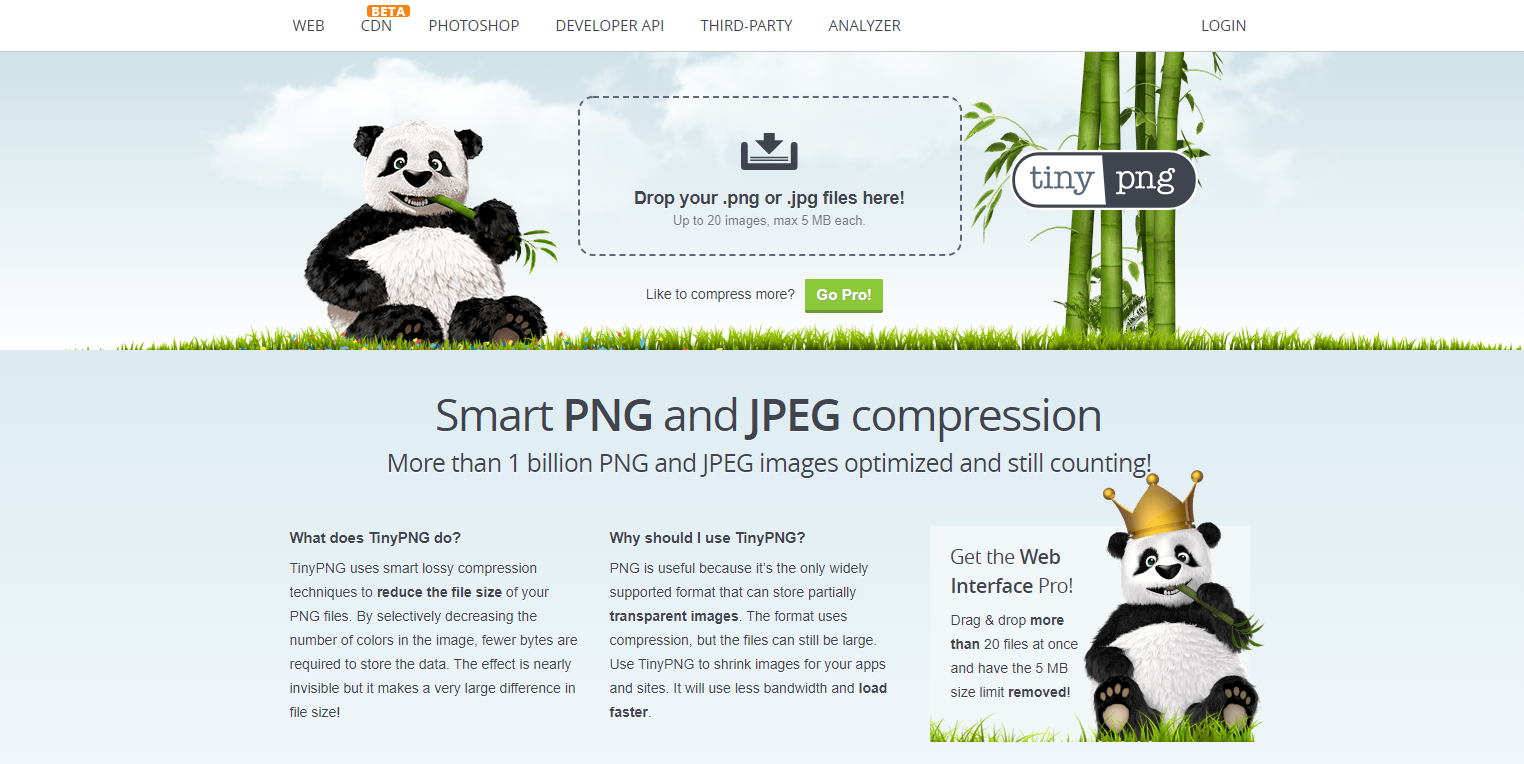 BETA
WEB CDN PHOTOSHOP DEVELOPER API THIRD-PARTY ANALYZER LOGIN
Drop your .png or .jpg files here!
Up to 20 images, max 5 MB each.
tiny png
Like to compress more? Go Pro!
Smart PNG and JPEG compression
More than 1 billion PNG and JPEG images optimized and still counting!
What does TinyPNG do?
TinyPNG uses smart lossy compression
techniques to reduce the file size of your
PNG files. By selectively decreasing the
number of colors in the image, fewer bytes are
required to store the data. The effect is nearly
invisible but it makes a very large difference in
file size!
Why should I use TinyPNG?
PNG is useful because it's the only widely
supported format that can store partially
transparent images. The format uses
compression, but the files can still be large.
Use TinyPNG to shrink images for your apps
and sites. It will use less bandwidth and load
faster.
Get the Web
Interface Pro!
Drag & drop more
than 20 files at once
and have the 5 MB
size limit removed!